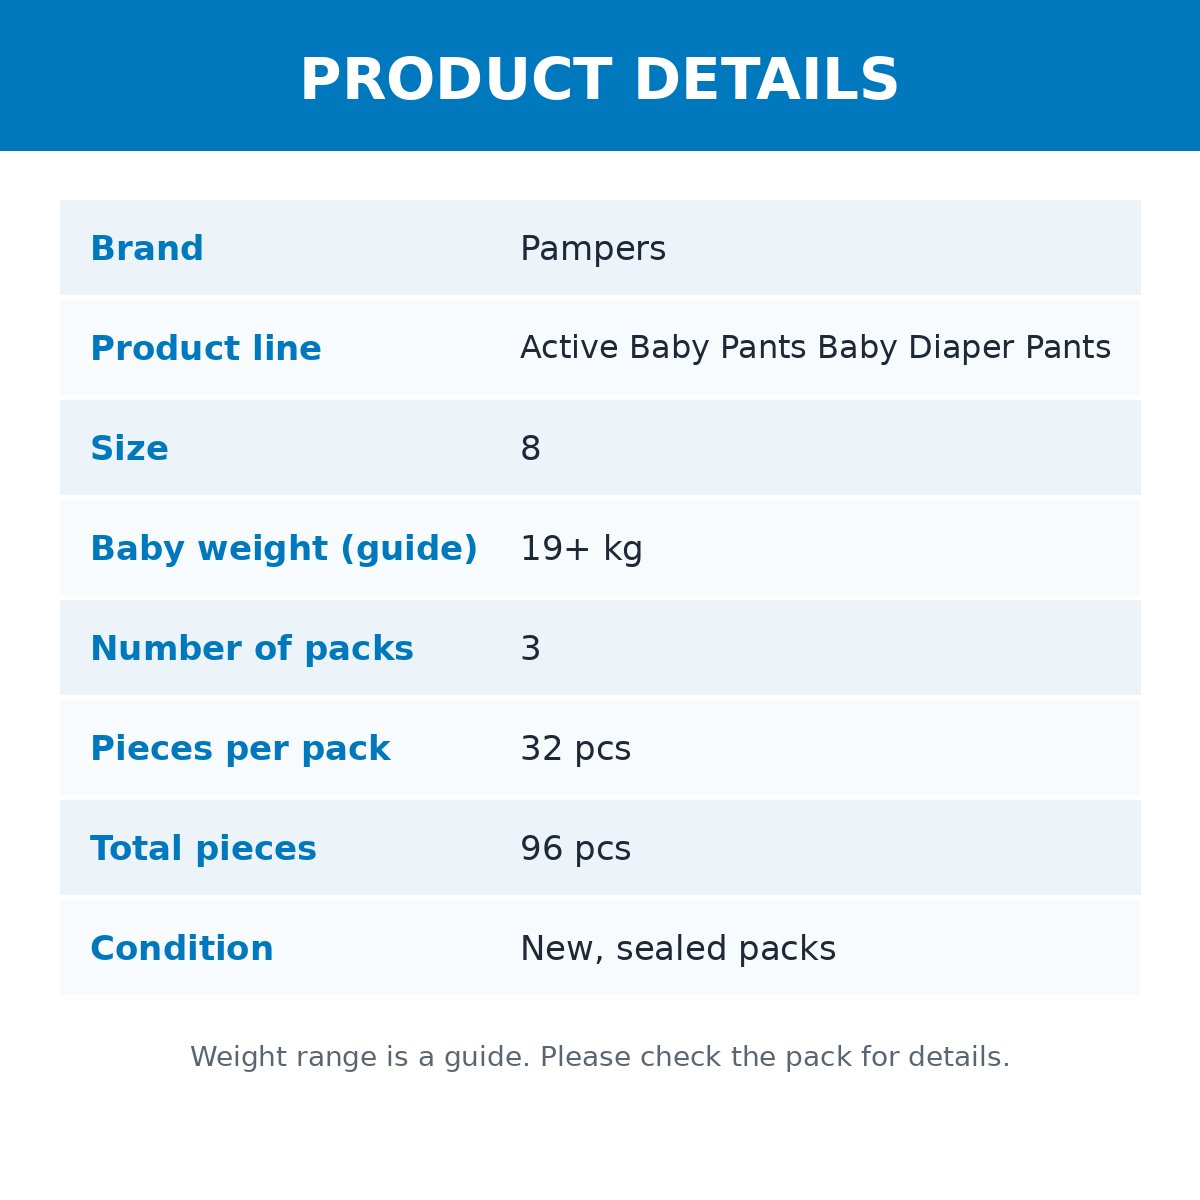 PRODUCT DETAILS
Brand Pampers
Product line Active Baby Pants Baby Diaper Pants
Size 8
Baby weight (guide) 19+ kg
Number of packs 3
Pieces per pack 32 pcs
Total pieces 96 pcs
Condition New, sealed packs
Weight range is a guide. Please check the pack for details.